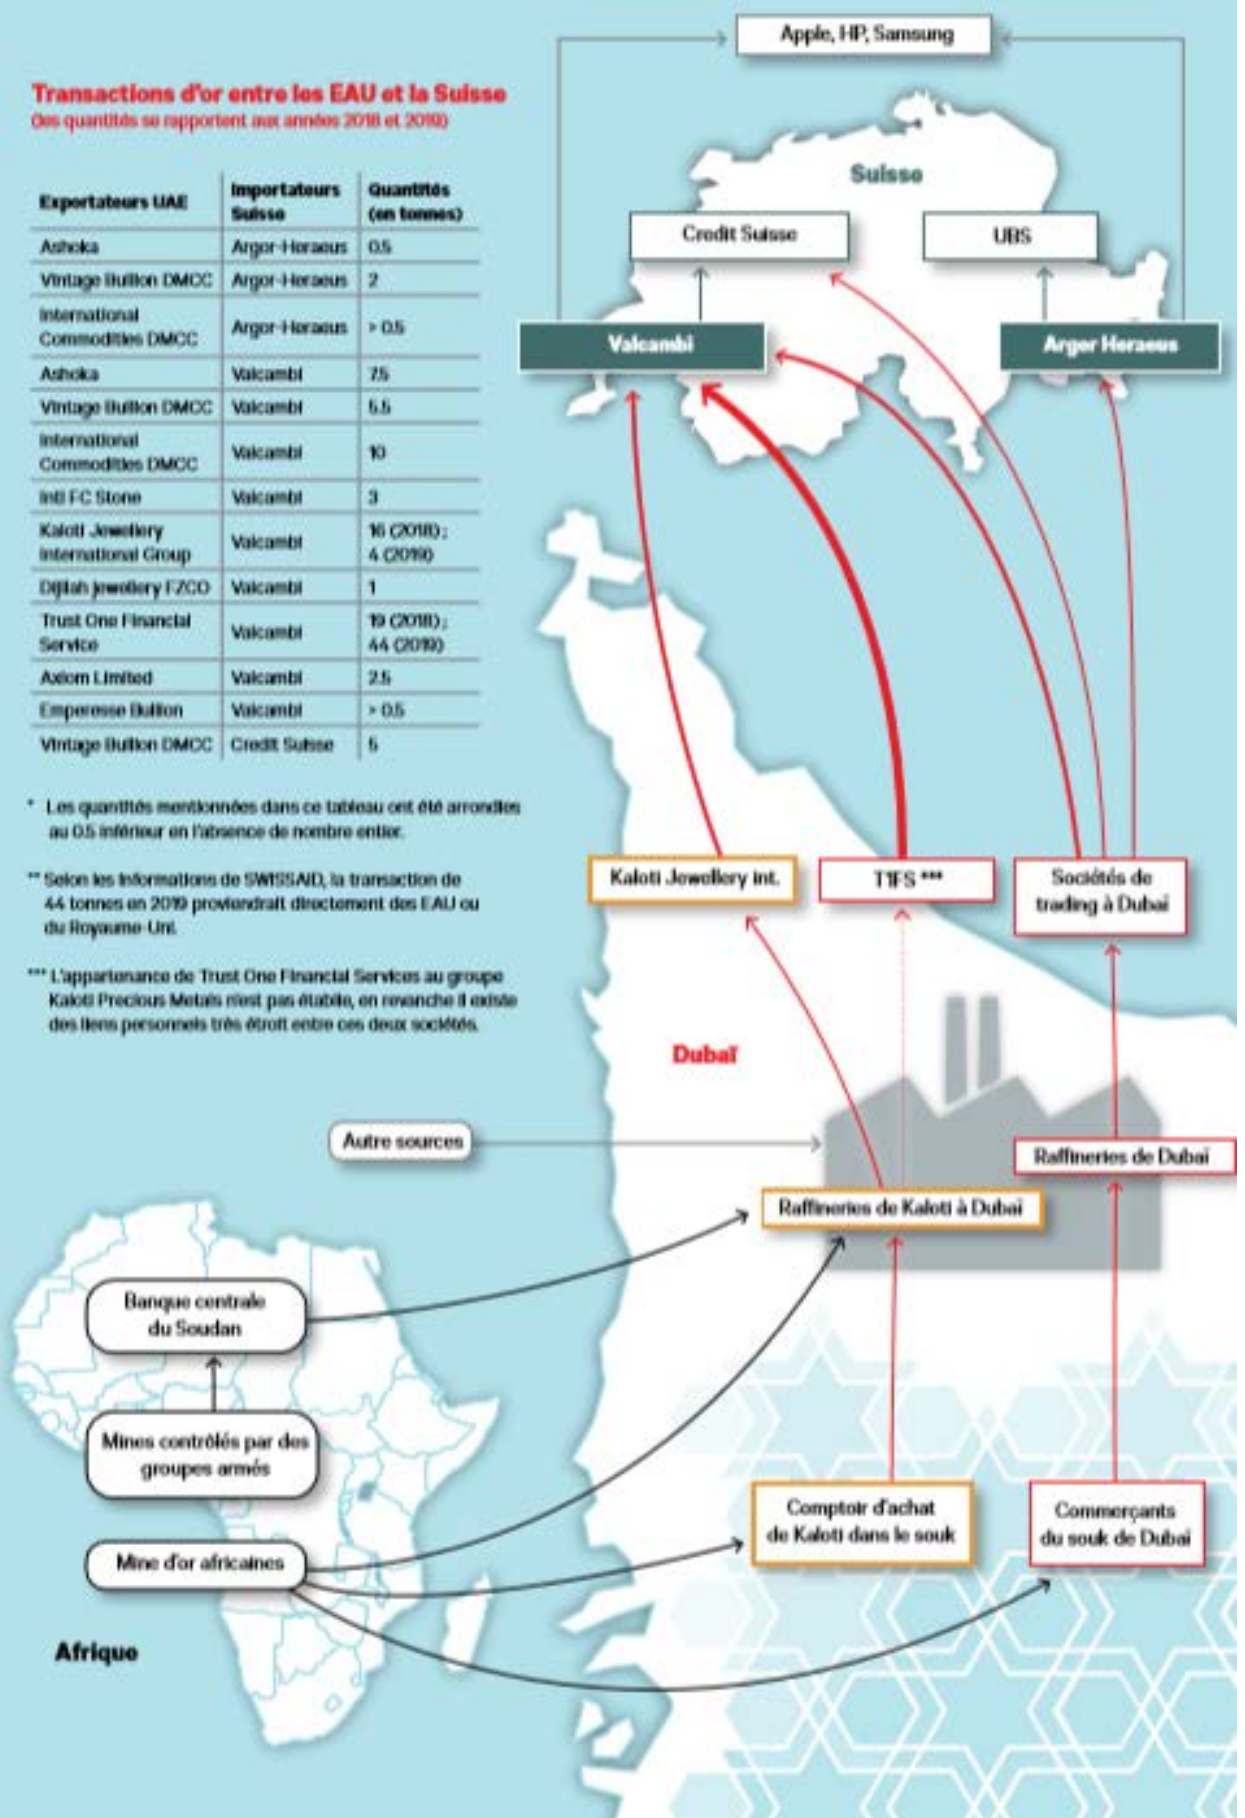 Apple, HP, Samsung
Transactions d'or entre les EAU et la Suisse
(les quantités se rapportent aux années 2018 et 2019)
Exportateurs UAE | Importateurs Suisse | Quantités (en tonnes)
Ashoka | Argor-Heraeus | 0.5
Vintage Bullion DMCC | Argor-Heraeus | 2
International Commodities DMCC | Argor-Heraeus | > 0.5
Ashoka | Valcambi | 7.5
Vintage Bullion DMCC | Valcambi | 5.5
International Commodities DMCC | Valcambi | 10
Intl FC Stone | Valcambi | 3
Kaloti Jewellery International Group | Valcambi | 16 (2018) ; 4 (2019)
Dijllah jewellery FZCO | Valcambi | 1
Trust One Financial Service | Valcambi | 19 (2018) ; 44 (2019)
Axiom Limited | Valcambi | 2.5
Emperesse Bullion | Valcambi | > 0.5
Vintage Bullion DMCC | Credit Suisse | 5
* Les quantités mentionnées dans ce tableau ont été arrondies
au 0.5 inférieur en l'absence de nombre entier.
** Selon les informations de SWISSAID, la transaction de
44 tonnes en 2019 proviendrait directement des EAU ou
du Royaume-Uni.
*** L'appartenance de Trust One Financial Services au groupe
Kaloti Precious Metals n'est pas établie, en revanche il existe
des liens personnels très étroit entre ces deux sociétés.
Suisse
Credit Suisse
UBS
Valcambi
Arger Heraeus
Kaloti Jewellery int.
T1FS ***
Sociétés de
trading à Dubaï
Dubaï
Autre sources
Raffineries de Dubaï
Raffineries de Kaloti à Dubaï
Banque centrale
du Soudan
Mines contrôlés par des
groupes armés
Mine d'or africaines
Comptoir d'achat
de Kaloti dans le souk
Commerçants
du souk de Dubaï
Afrique